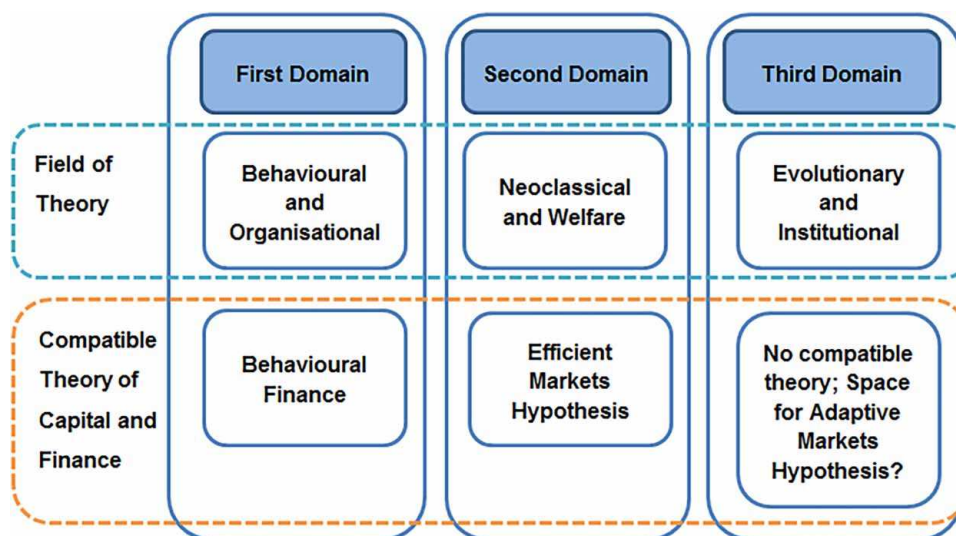 First Domain
Second Domain
Third Domain
Field of
Theory
Behavioural
and
Organisational
Neoclassical
and Welfare
Evolutionary
and
Institutional
Compatible
Theory of
Capital and
Finance
Behavioural
Finance
Efficient
Markets
Hypothesis
No compatible
theory; Space
for Adaptive
Markets
Hypothesis?